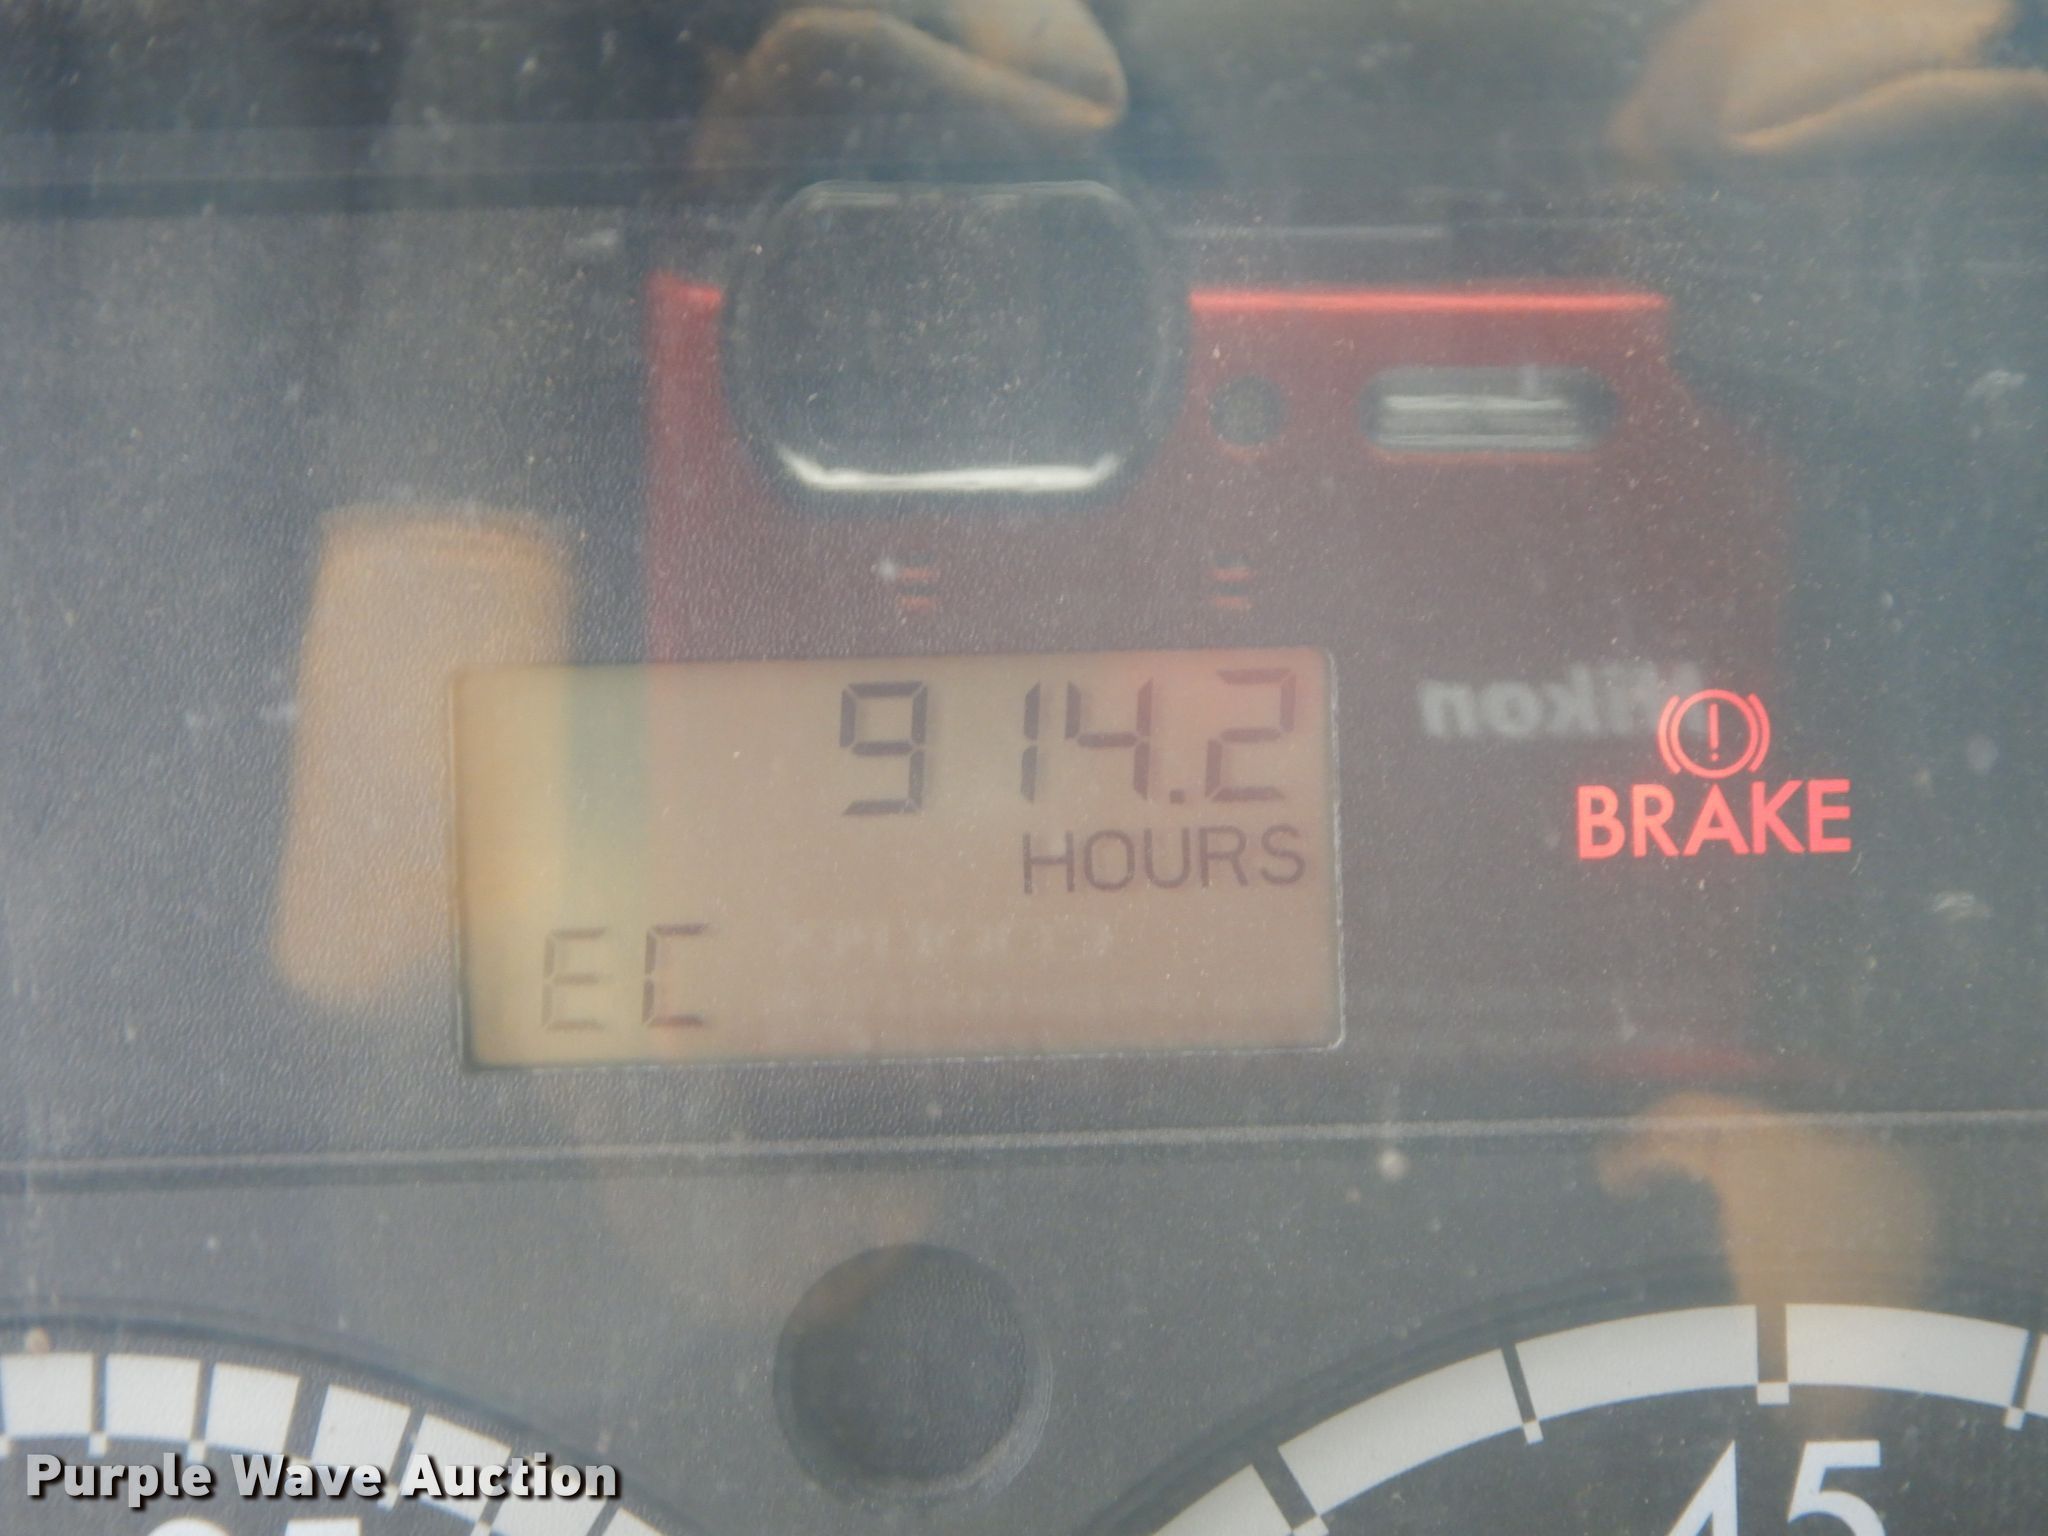 914.2
HOURS
Nikon
BRAKE
EC
45
Purple Wave Auction